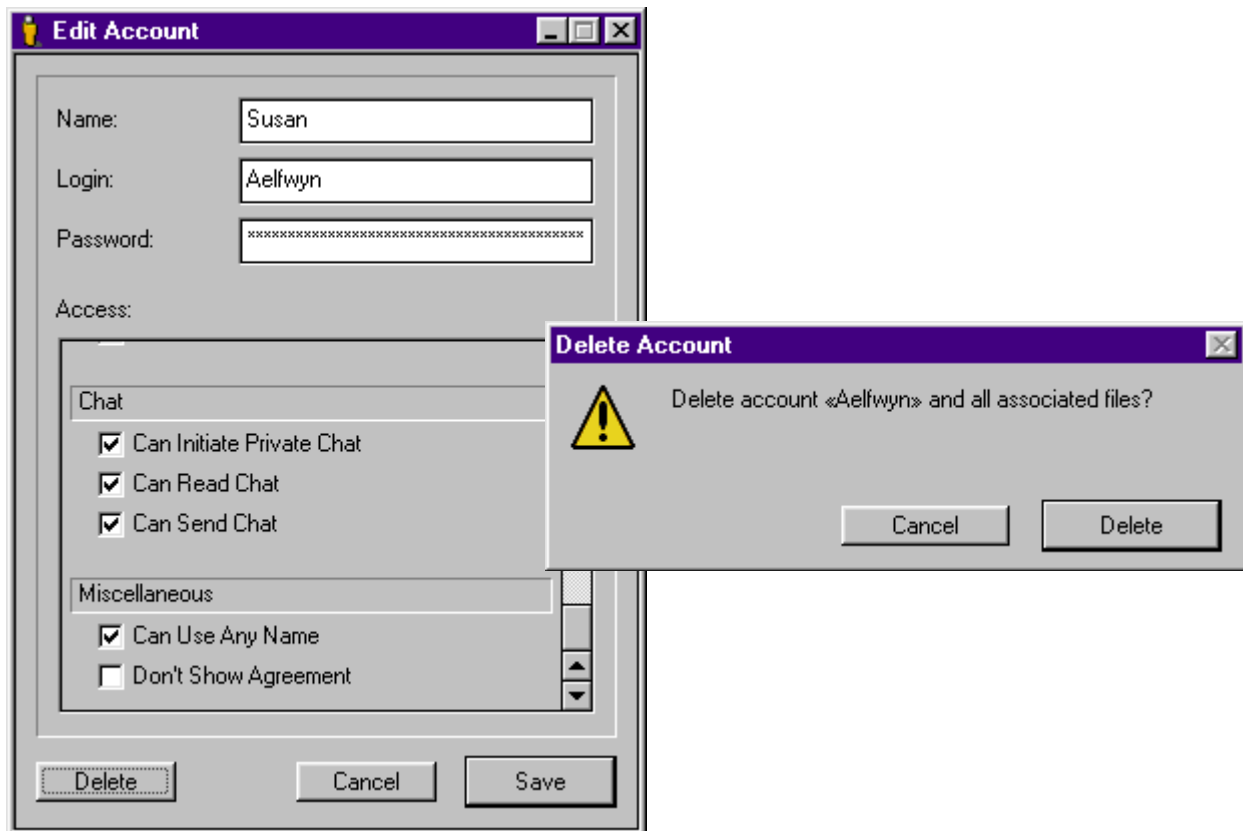 Edit Account
Name: Susan
Login: Aelfwyn
Password: ******************************************
Access:
Chat
Can Initiate Private Chat
Can Read Chat
Can Send Chat
Miscellaneous
Can Use Any Name
Don't Show Agreement
Delete Cancel Save
Delete Account
Delete account «Aelfwyn» and all associated files?
Cancel Delete